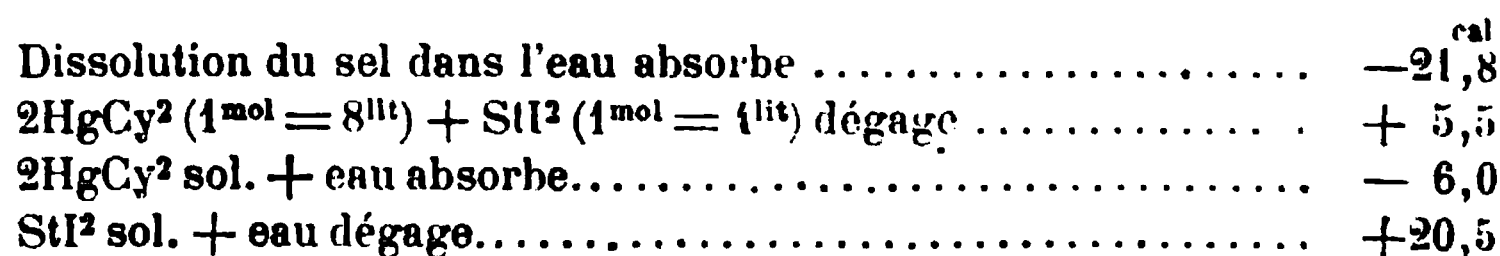 cal
Dissolution du sel dans l'eau absorbe ...................... —21,8
2HgCy² (1ᵐᵒˡ = 8ˡⁱᵗ) + StI² (1ᵐᵒˡ = 4ˡⁱᵗ) dégage ............. . + 5,5
2HgCy² sol. + eau absorbe................................ — 6,0
StI² sol. + eau dégage..................................... +20,5